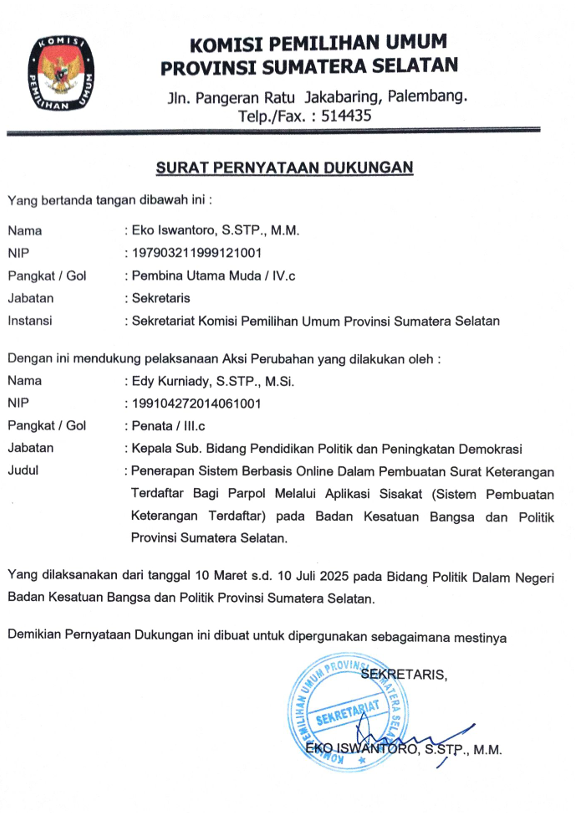 KOMISI PEMILIHAN UMUM
PROVINSI SUMATERA SELATAN
Jln. Pangeran Ratu Jakabaring, Palembang.
Telp./Fax. : 514435
KOMISI
PEMILIHAN UMUM
SURAT PERNYATAAN DUKUNGAN
Yang bertanda tangan dibawah ini :
Nama : Eko Iswantoro, S.STP., M.M.
NIP : 197903211999121001
Pangkat / Gol : Pembina Utama Muda / IV.c
Jabatan : Sekretaris
Instansi : Sekretariat Komisi Pemilihan Umum Provinsi Sumatera Selatan
Dengan ini mendukung pelaksanaan Aksi Perubahan yang dilakukan oleh :
Nama : Edy Kurniady, S.STP., M.Si.
NIP : 199104272014061001
Pangkat / Gol : Penata / III.c
Jabatan : Kepala Sub. Bidang Pendidikan Politik dan Peningkatan Demokrasi
Judul : Penerapan Sistem Berbasis Online Dalam Pembuatan Surat Keterangan
Terdaftar Bagi Parpol Melalui Aplikasi Sisakat (Sistem Pembuatan
Keterangan Terdaftar) pada Badan Kesatuan Bangsa dan Politik
Provinsi Sumatera Selatan.
Yang dilaksanakan dari tanggal 10 Maret s.d. 10 Juli 2025 pada Bidang Politik Dalam Negeri
Badan Kesatuan Bangsa dan Politik Provinsi Sumatera Selatan.
Demikian Pernyataan Dukungan ini dibuat untuk dipergunakan sebagaimana mestinya
SEKRETARIS,
KOMISI PEMILIHAN UMUM PROVINSI SUMATERA SELATAN
SEKRETARIAT
EKO ISWANTORO, S.STP., M.M.